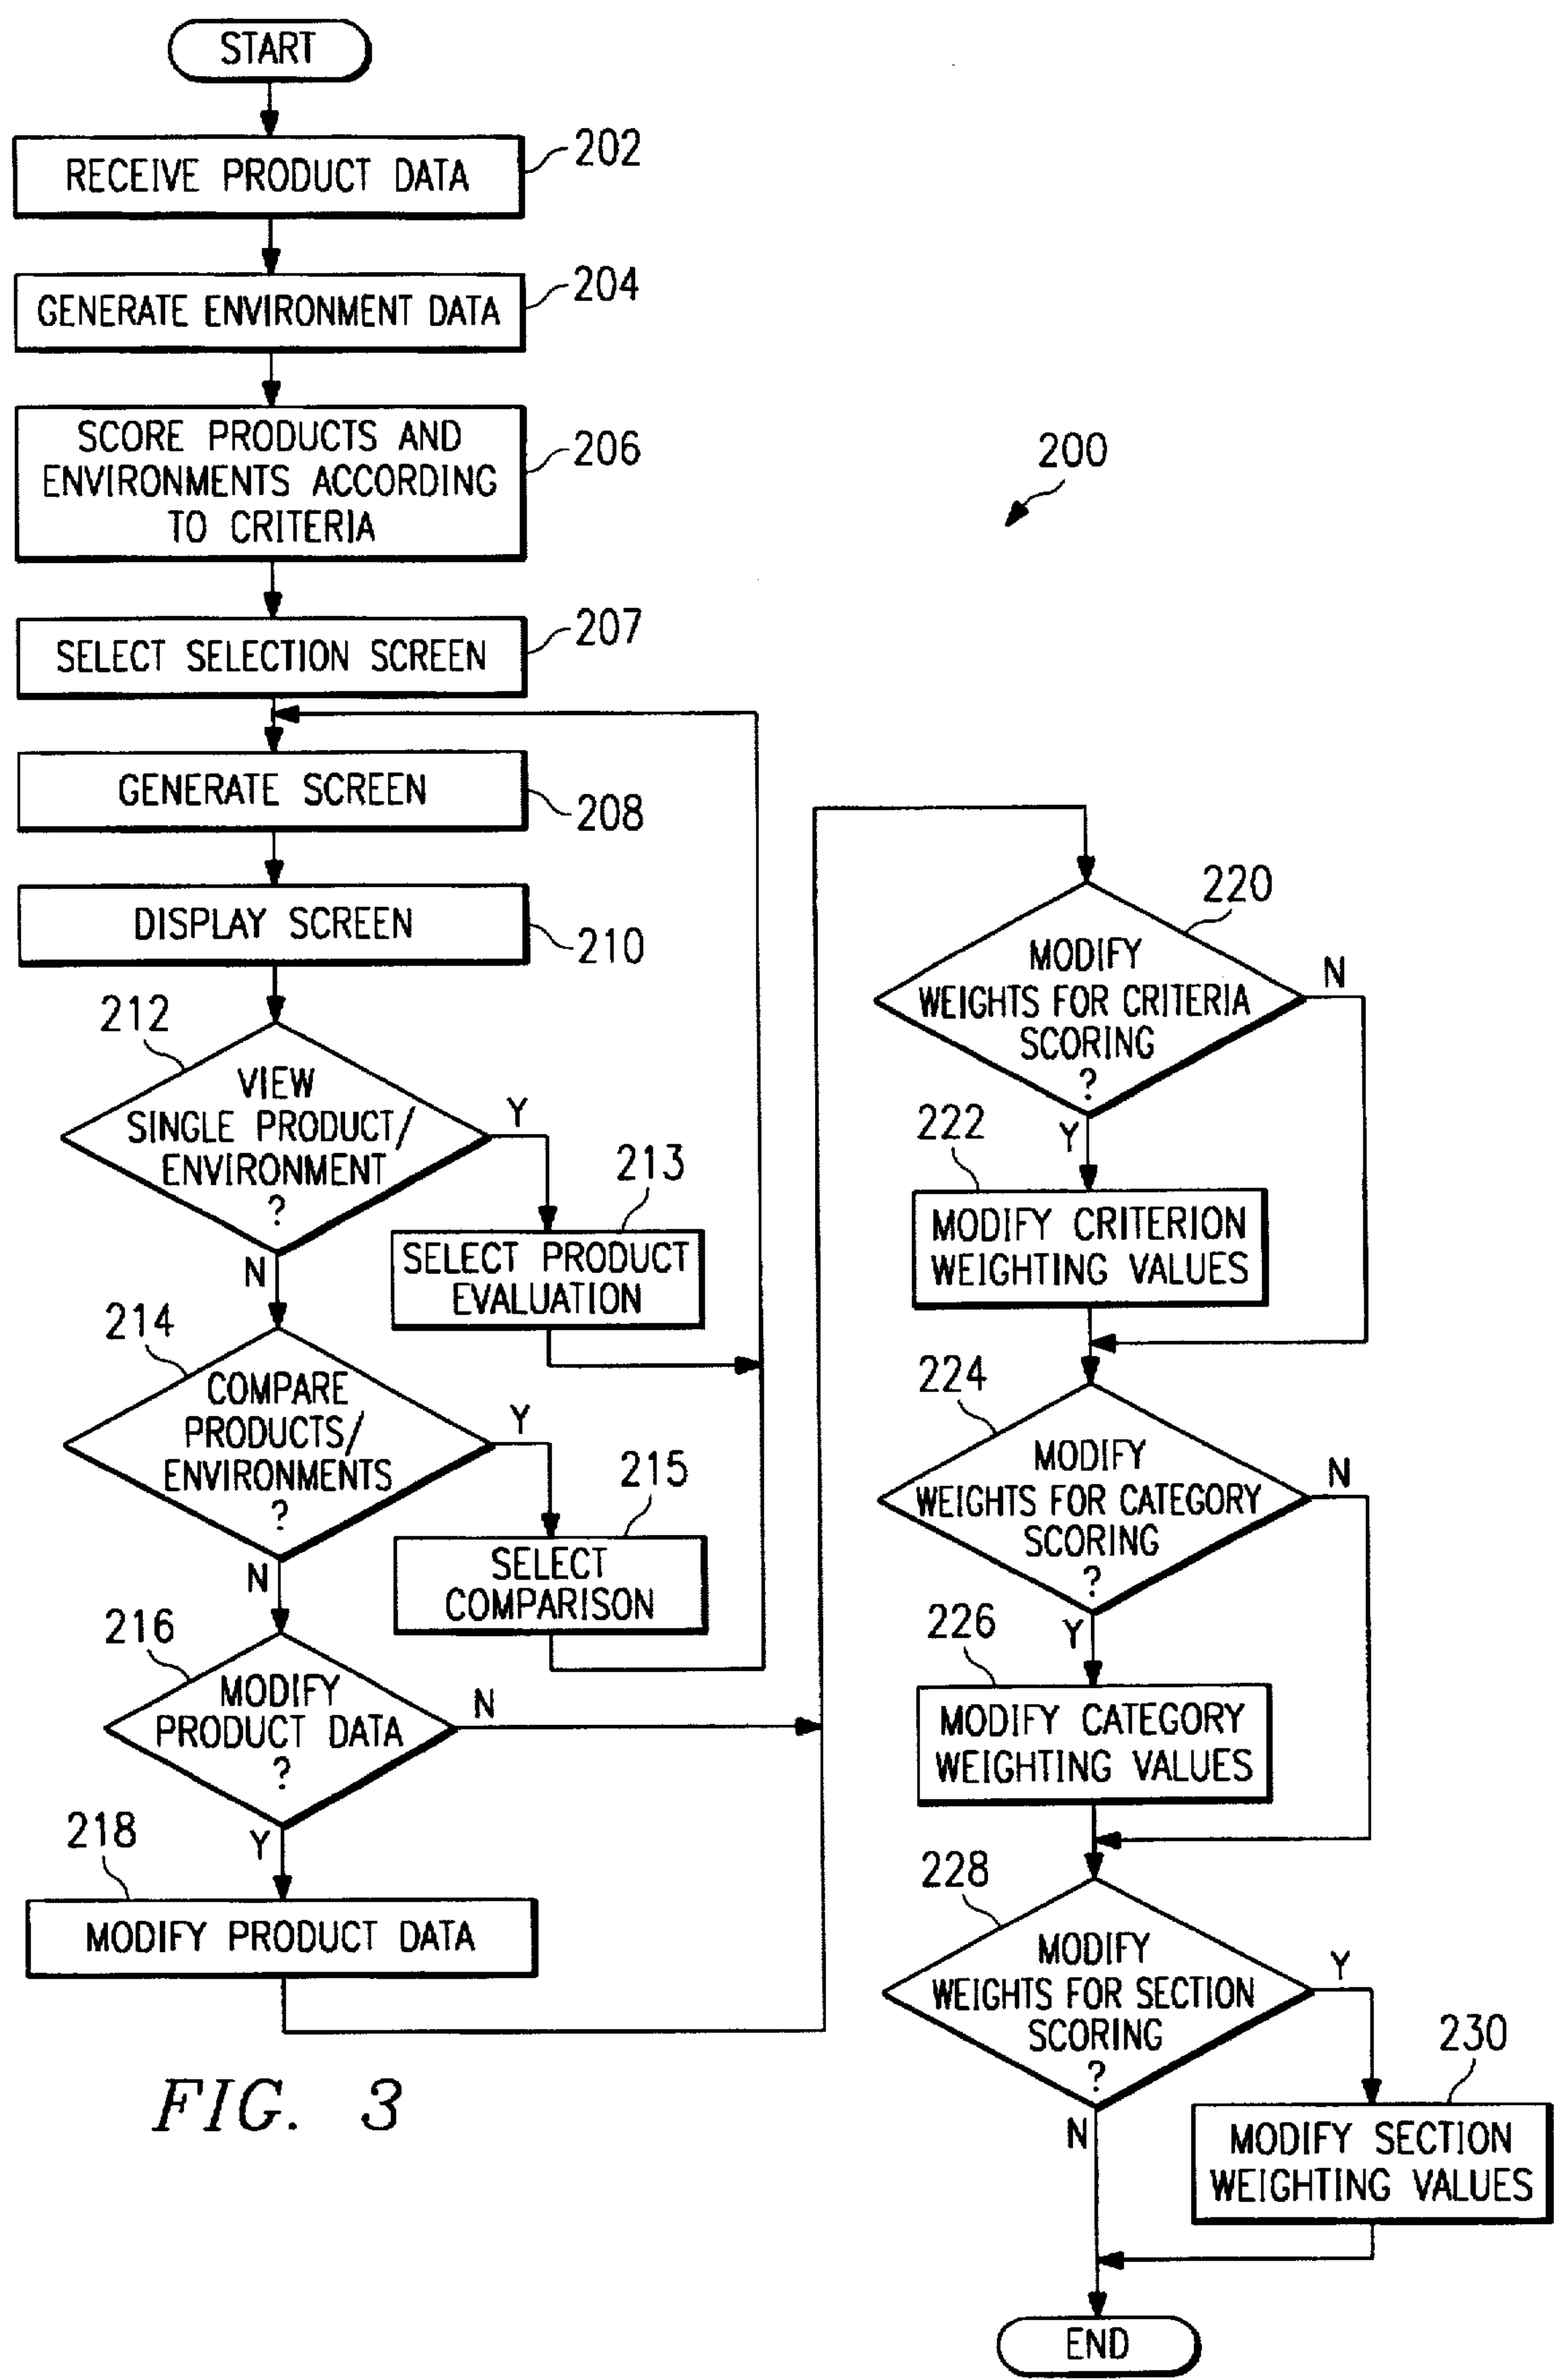 START
RECEIVE PRODUCT DATA
202
GENERATE ENVIRONMENT DATA
204
SCORE PRODUCTS AND
ENVIRONMENTS ACCORDING
TO CRITERIA
206
200
SELECT SELECTION SCREEN
207
GENERATE SCREEN
208
DISPLAY SCREEN
210
212
VIEW
SINGLE PRODUCT/
ENVIRONMENT
?
Y
N
213
SELECT PRODUCT
EVALUATION
214
COMPARE
PRODUCTS/
ENVIRONMENTS
?
Y
N
215
SELECT
COMPARISON
216
MODIFY
PRODUCT DATA
?
N
Y
218
MODIFY PRODUCT DATA
220
MODIFY
WEIGHTS FOR CRITERIA
SCORING
?
N
Y
222
MODIFY CRITERION
WEIGHTING VALUES
224
MODIFY
WEIGHTS FOR CATEGORY
SCORING
?
N
Y
226
MODIFY CATEGORY
WEIGHTING VALUES
228
MODIFY
WEIGHTS FOR SECTION
SCORING
?
Y
N
230
MODIFY SECTION
WEIGHTING VALUES
END
FIG. 3